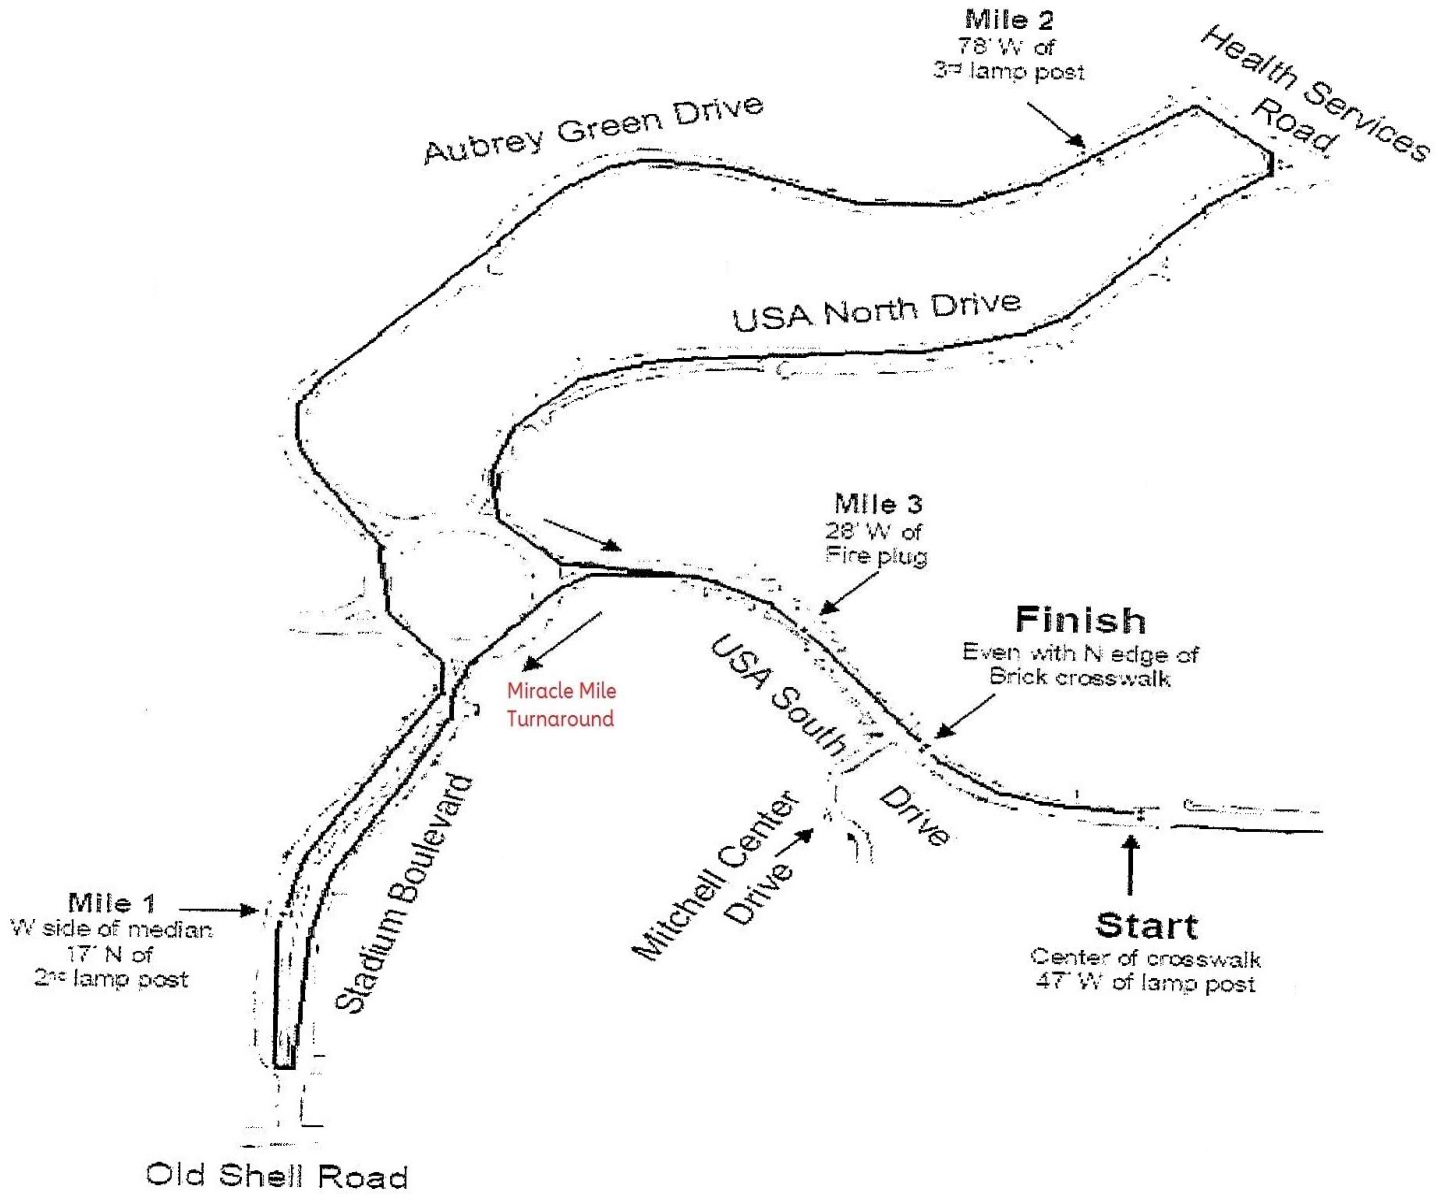 Mile 2
78' W of
3rd lamp post
Health Services
Road
Aubrey Green Drive
USA North Drive
Mile 3
28' W of
Fire plug
Finish
Even with N edge of
Brick crosswalk
USA South
Drive
Miracle Mile
Turnaround
Mitchell Center
Drive
Stadium Boulevard
Mile 1
W side of median
17' N of
2nd lamp post
Start
Center of crosswalk
47' W of lamp post
Old Shell Road